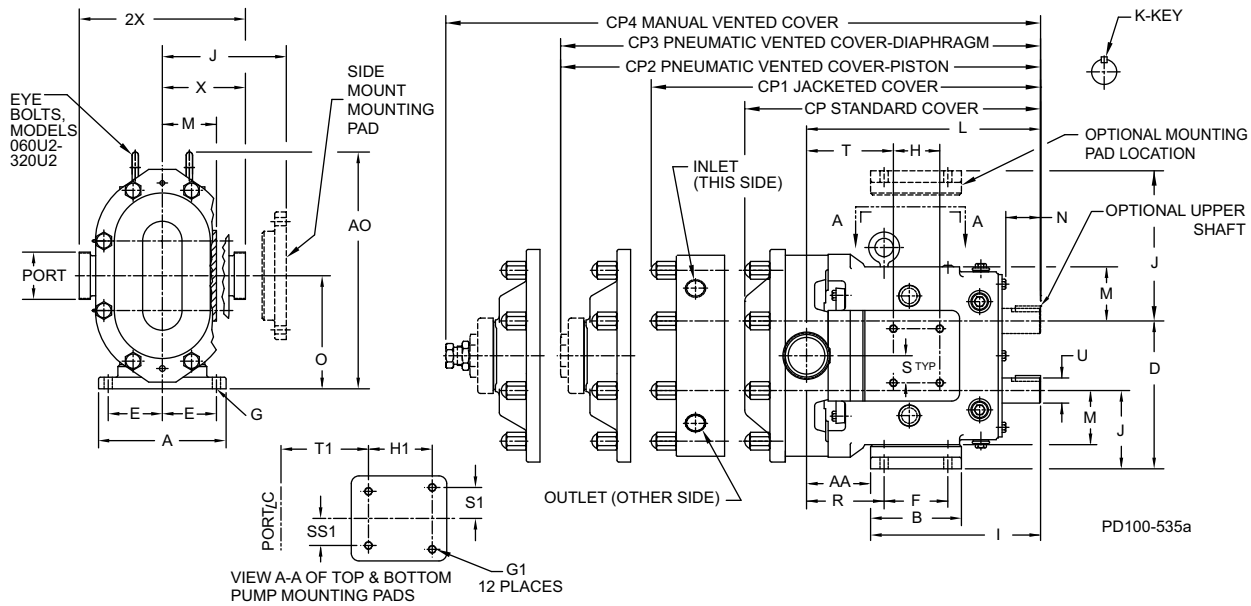 2X
J
X
M
EYE
BOLTS,
MODELS
060U2-
320U2
SIDE
MOUNT
MOUNTING
PAD
AO
PORT
O
E
E
G
A
CP4 MANUAL VENTED COVER
CP3 PNEUMATIC VENTED COVER-DIAPHRAGM
CP2 PNEUMATIC VENTED COVER-PISTON
CP1 JACKETED COVER
CP STANDARD COVER
L
T
H
K-KEY
OPTIONAL MOUNTING
PAD LOCATION
INLET
(THIS SIDE)
A
A
N
OPTIONAL UPPER
SHAFT
J
M
U
D
S TYP
M
J
OUTLET (OTHER SIDE)
AA
R
F
B
I
T1
H1
S1
SS1
PORT L C
G1
12 PLACES
VIEW A-A OF TOP & BOTTOM
PUMP MOUNTING PADS
PD100-535a